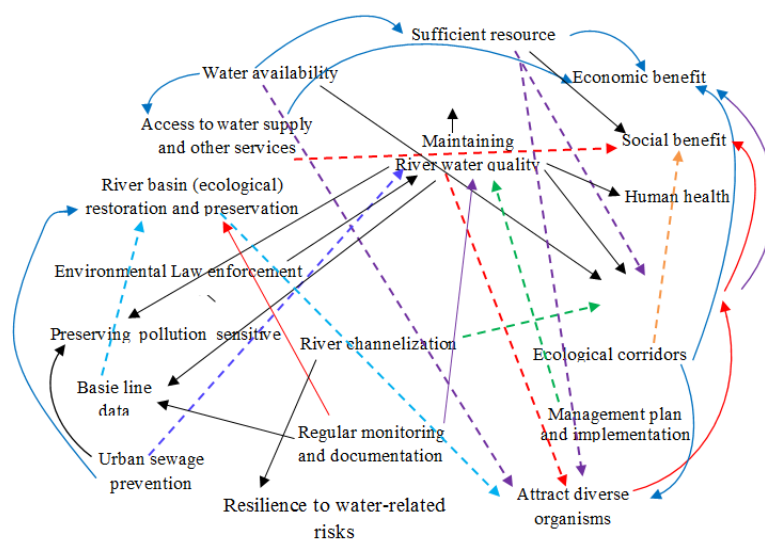 Sufficient resource
Water availability
Economic benefit
Access to water supply
and other services
Maintaining
River water quality
Social benefit
River basin (ecological)
restoration and preservation
Human health
Environmental Law enforcement
Preserving pollution sensitive
River channelization
Ecological corridors
Basie line
data
Management plan
and implementation
Regular monitoring
and documentation
Urban sewage
prevention
Attract diverse
organisms
Resilience to water-related
risks